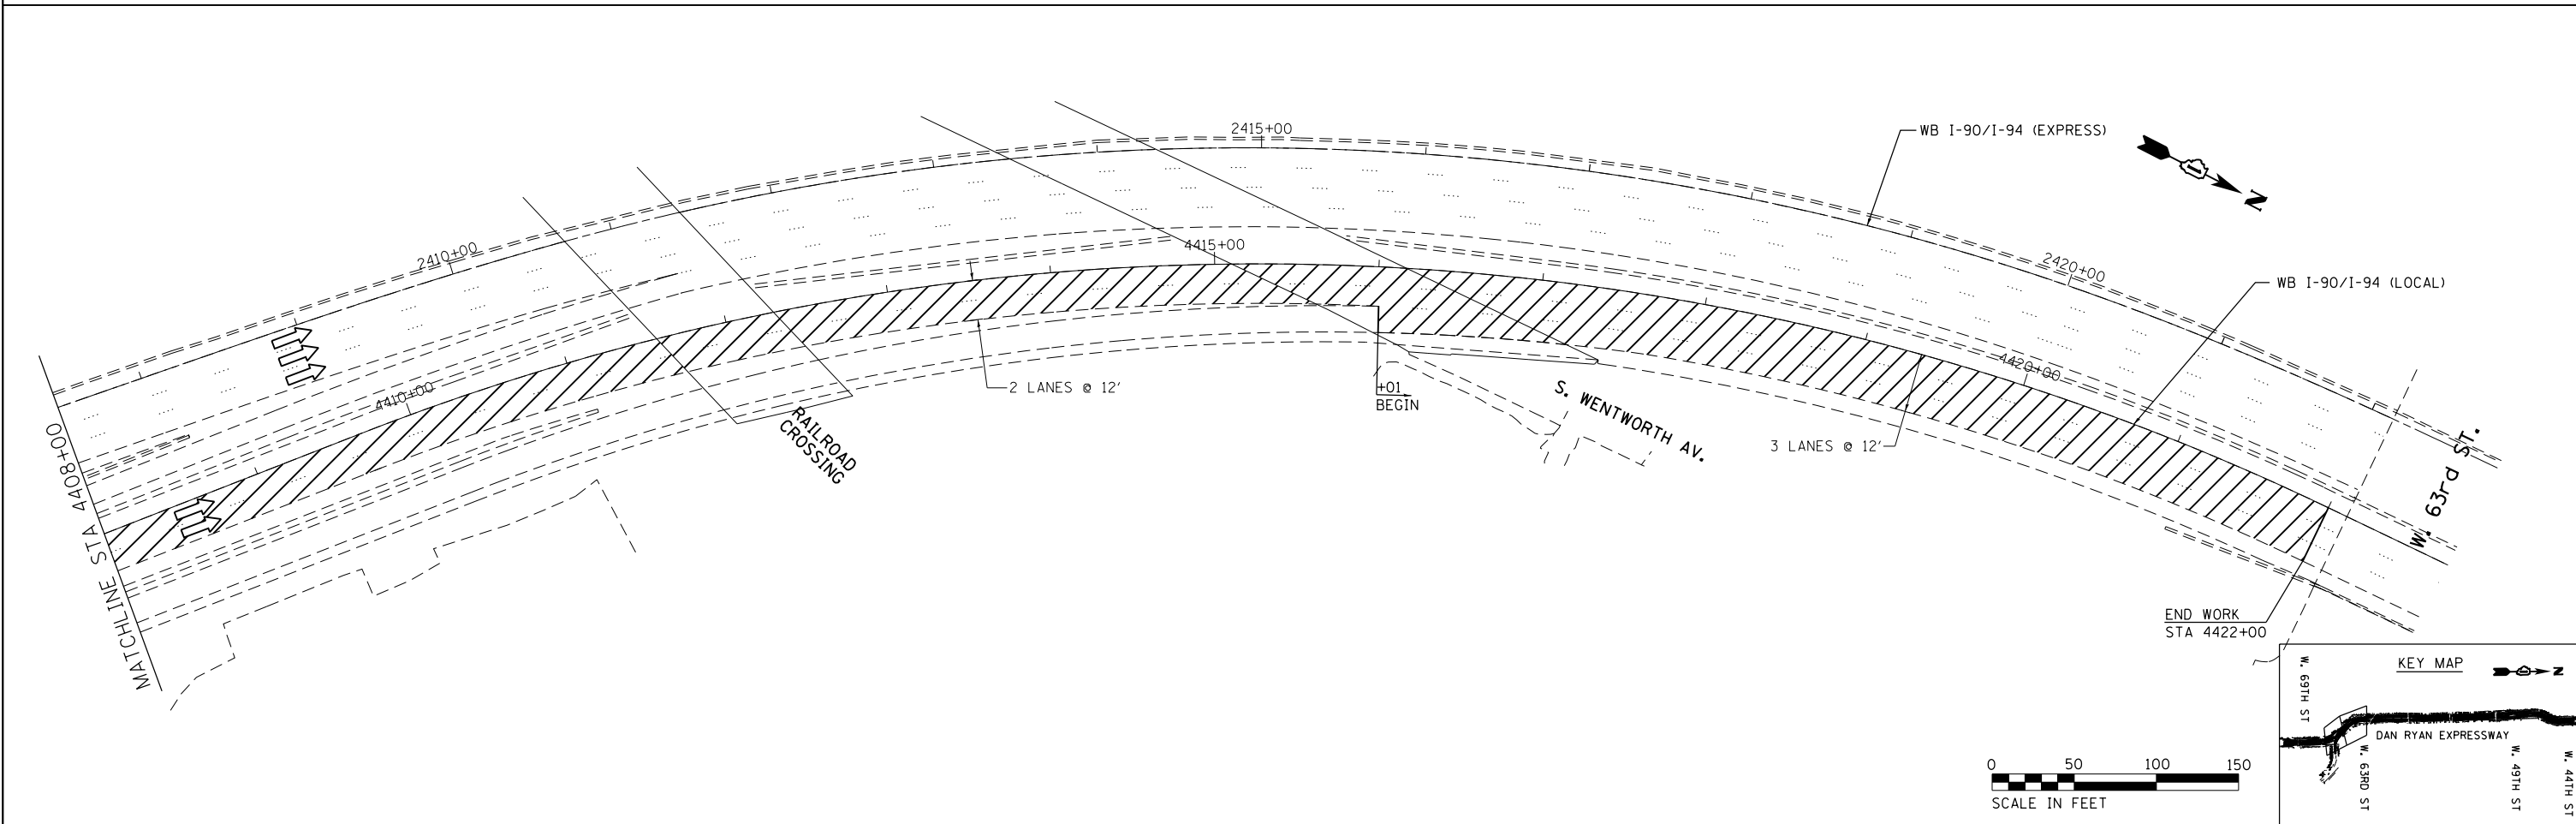 2415+00
WB I-90/I-94 (EXPRESS)
N
2410+00
4415+00
2420+00
WB I-90/I-94 (LOCAL)
4410+00
2 LANES @ 12'
+01
BEGIN
4420+00
S. WENTWORTH AV.
3 LANES @ 12'
RAILROAD
CROSSING
MATCHLINE STA 4408+00
W. 63rd ST.
END WORK
STA 4422+00
KEY MAP
N
W. 69TH ST
DAN RYAN EXPRESSWAY
W. 63RD ST
W. 49TH ST
W. 44TH ST
0 50 100 150
SCALE IN FEET